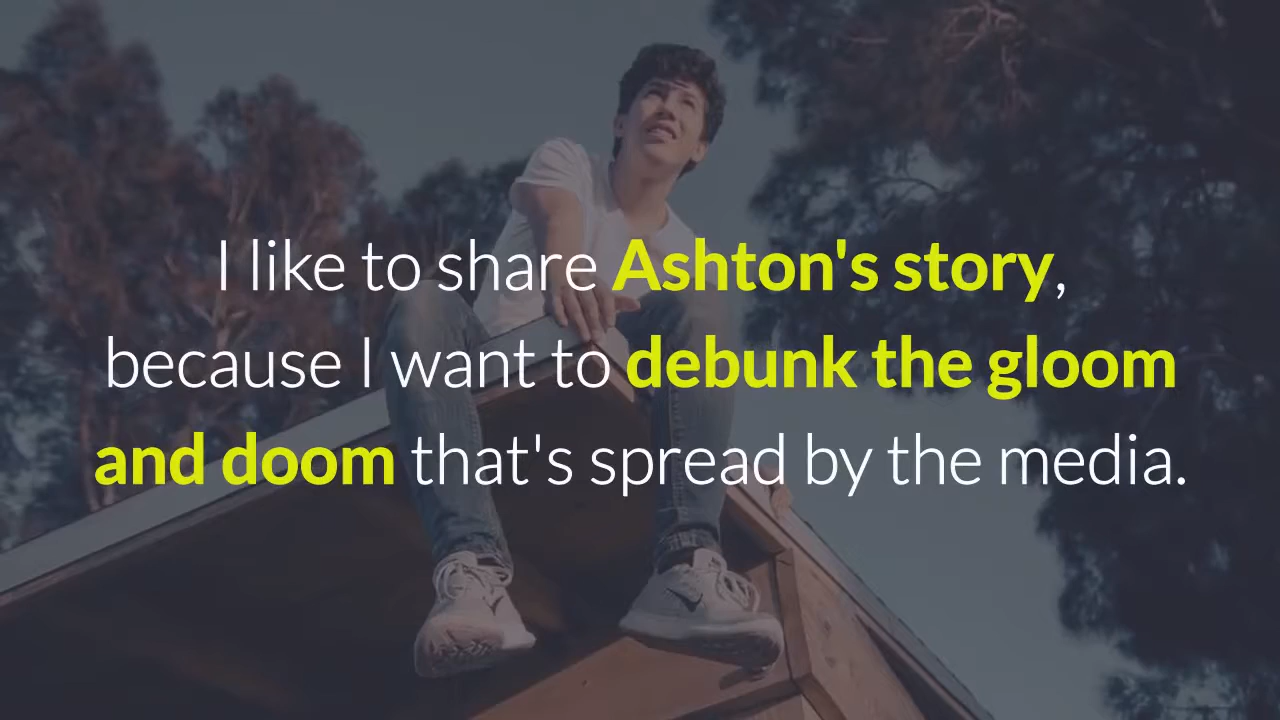 I like to share Ashton's story,
because I want to debunk the gloom
and doom that's spread by the media.